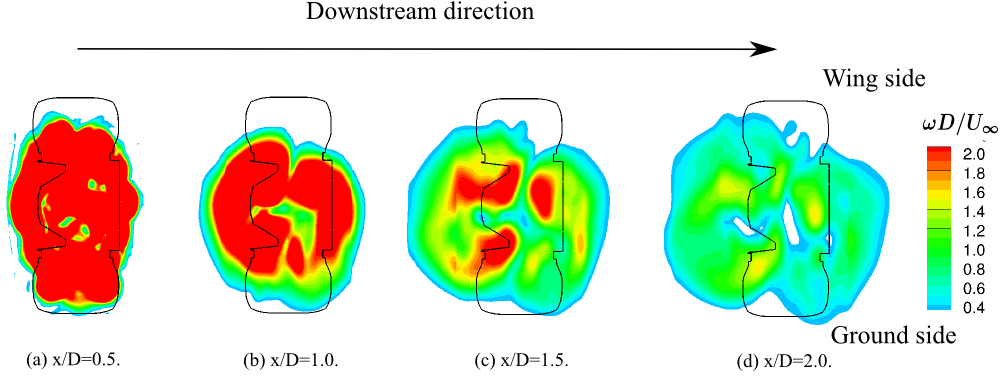 Downstream direction
Wing side
ωD/U∞
2.0
1.8
1.6
1.4
1.2
1.0
0.8
0.6
0.4
Ground side
(a) x/D=0.5.
(b) x/D=1.0.
(c) x/D=1.5.
(d) x/D=2.0.